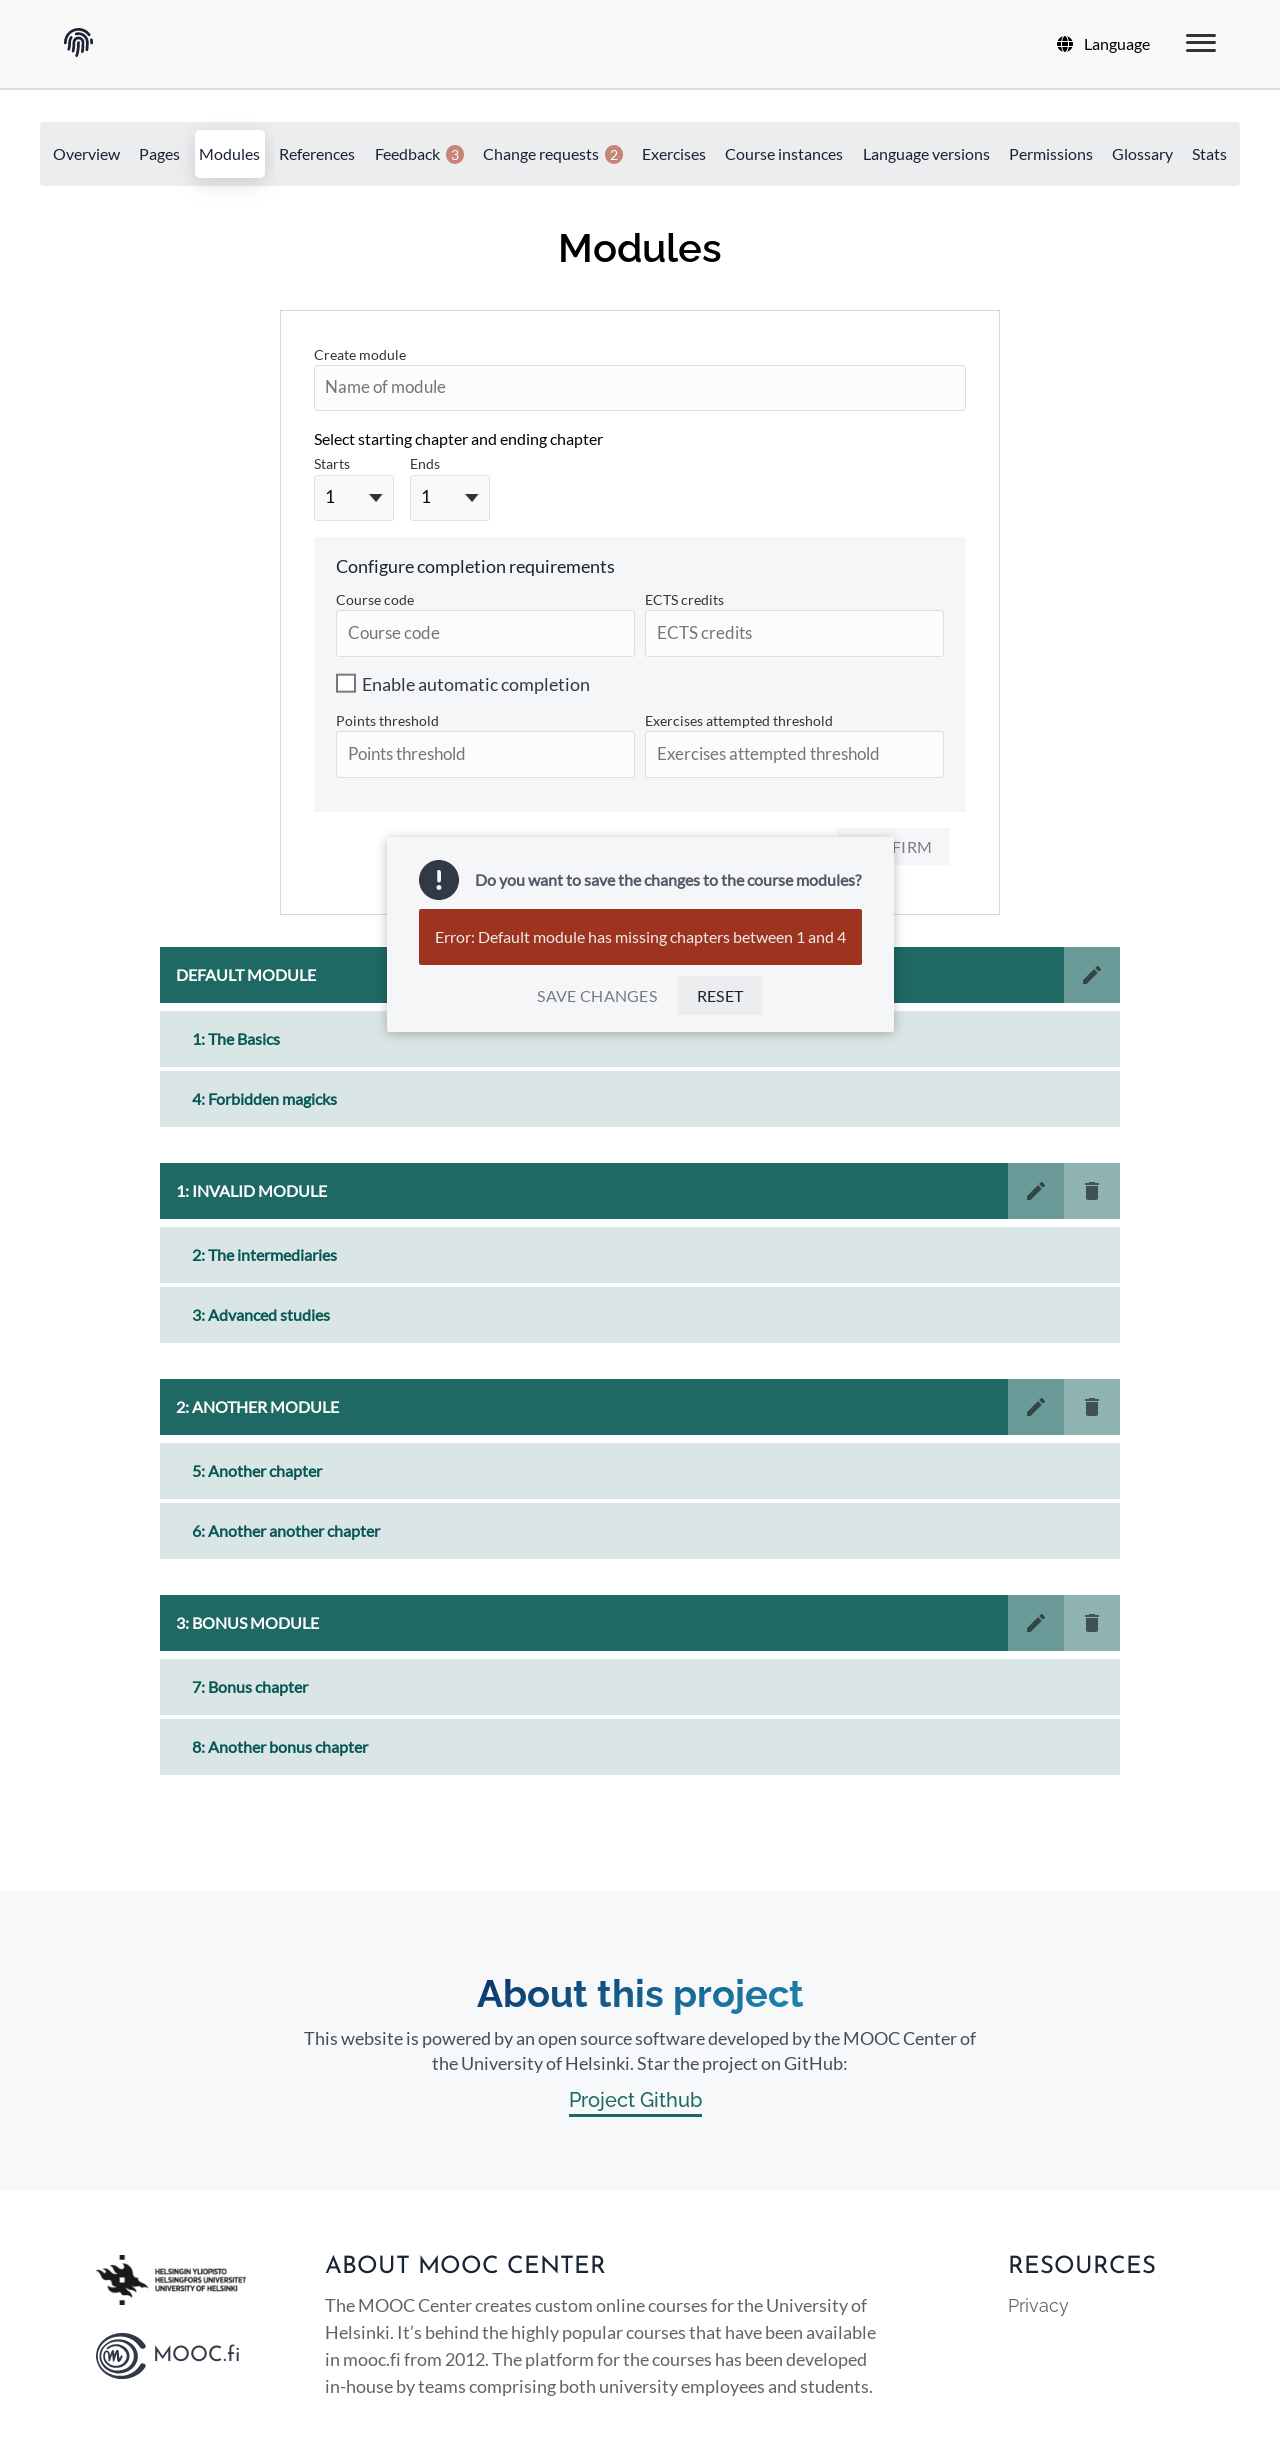 Language
Overview Pages Modules References Feedback 3 Change requests 2 Exercises Course instances Language versions Permissions Glossary Stats
Modules
Create module
Name of module
Select starting chapter and ending chapter
Starts Ends
1 1
Configure completion requirements
Course code ECTS credits
Course code ECTS credits
Enable automatic completion
Points threshold Exercises attempted threshold
Points threshold Exercises attempted threshold
FIRM
Do you want to save the changes to the course modules?
Error: Default module has missing chapters between 1 and 4
SAVE CHANGES RESET
DEFAULT MODULE
1: The Basics
4: Forbidden magicks
1: INVALID MODULE
2: The intermediaries
3: Advanced studies
2: ANOTHER MODULE
5: Another chapter
6: Another another chapter
3: BONUS MODULE
7: Bonus chapter
8: Another bonus chapter
About this project
This website is powered by an open source software developed by the MOOC Center of
the University of Helsinki. Star the project on GitHub:
Project Github
HELSINGIN YLIOPISTO
HELSINGFORS UNIVERSITET
UNIVERSITY OF HELSINKI
MOOC.fi
ABOUT MOOC CENTER
The MOOC Center creates custom online courses for the University of
Helsinki. It’s behind the highly popular courses that have been available
in mooc.fi from 2012. The platform for the courses has been developed
in-house by teams comprising both university employees and students.
RESOURCES
Privacy